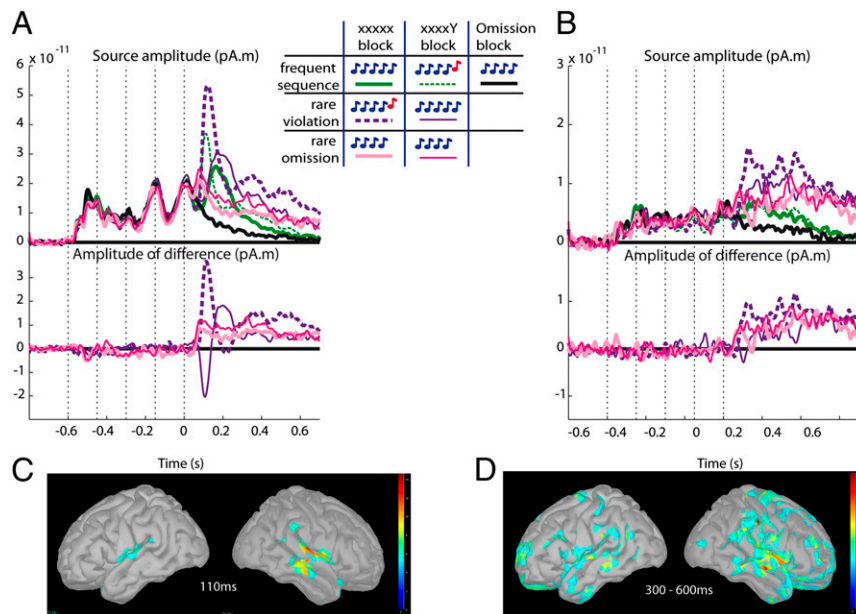 A
x 10-11
Source amplitude (pA.m)
6
5
4
3
2
1
0
Amplitude of difference (pA.m)
3
2
1
0
-1
-2
-0.6 -0.4 -0.2 0 0.2 0.4 0.6
Time (s)
xxxxx block
xxxxY block
Omission block
frequent sequence
rare violation
rare omission
B
x 10-11
Source amplitude (pA.m)
3
2
1
0
Amplitude of difference (pA.m)
1
0
-1
-0.6 -0.4 -0.2 0 0.2 0.4 0.6
Time (s)
C
110ms
D
300 - 600ms